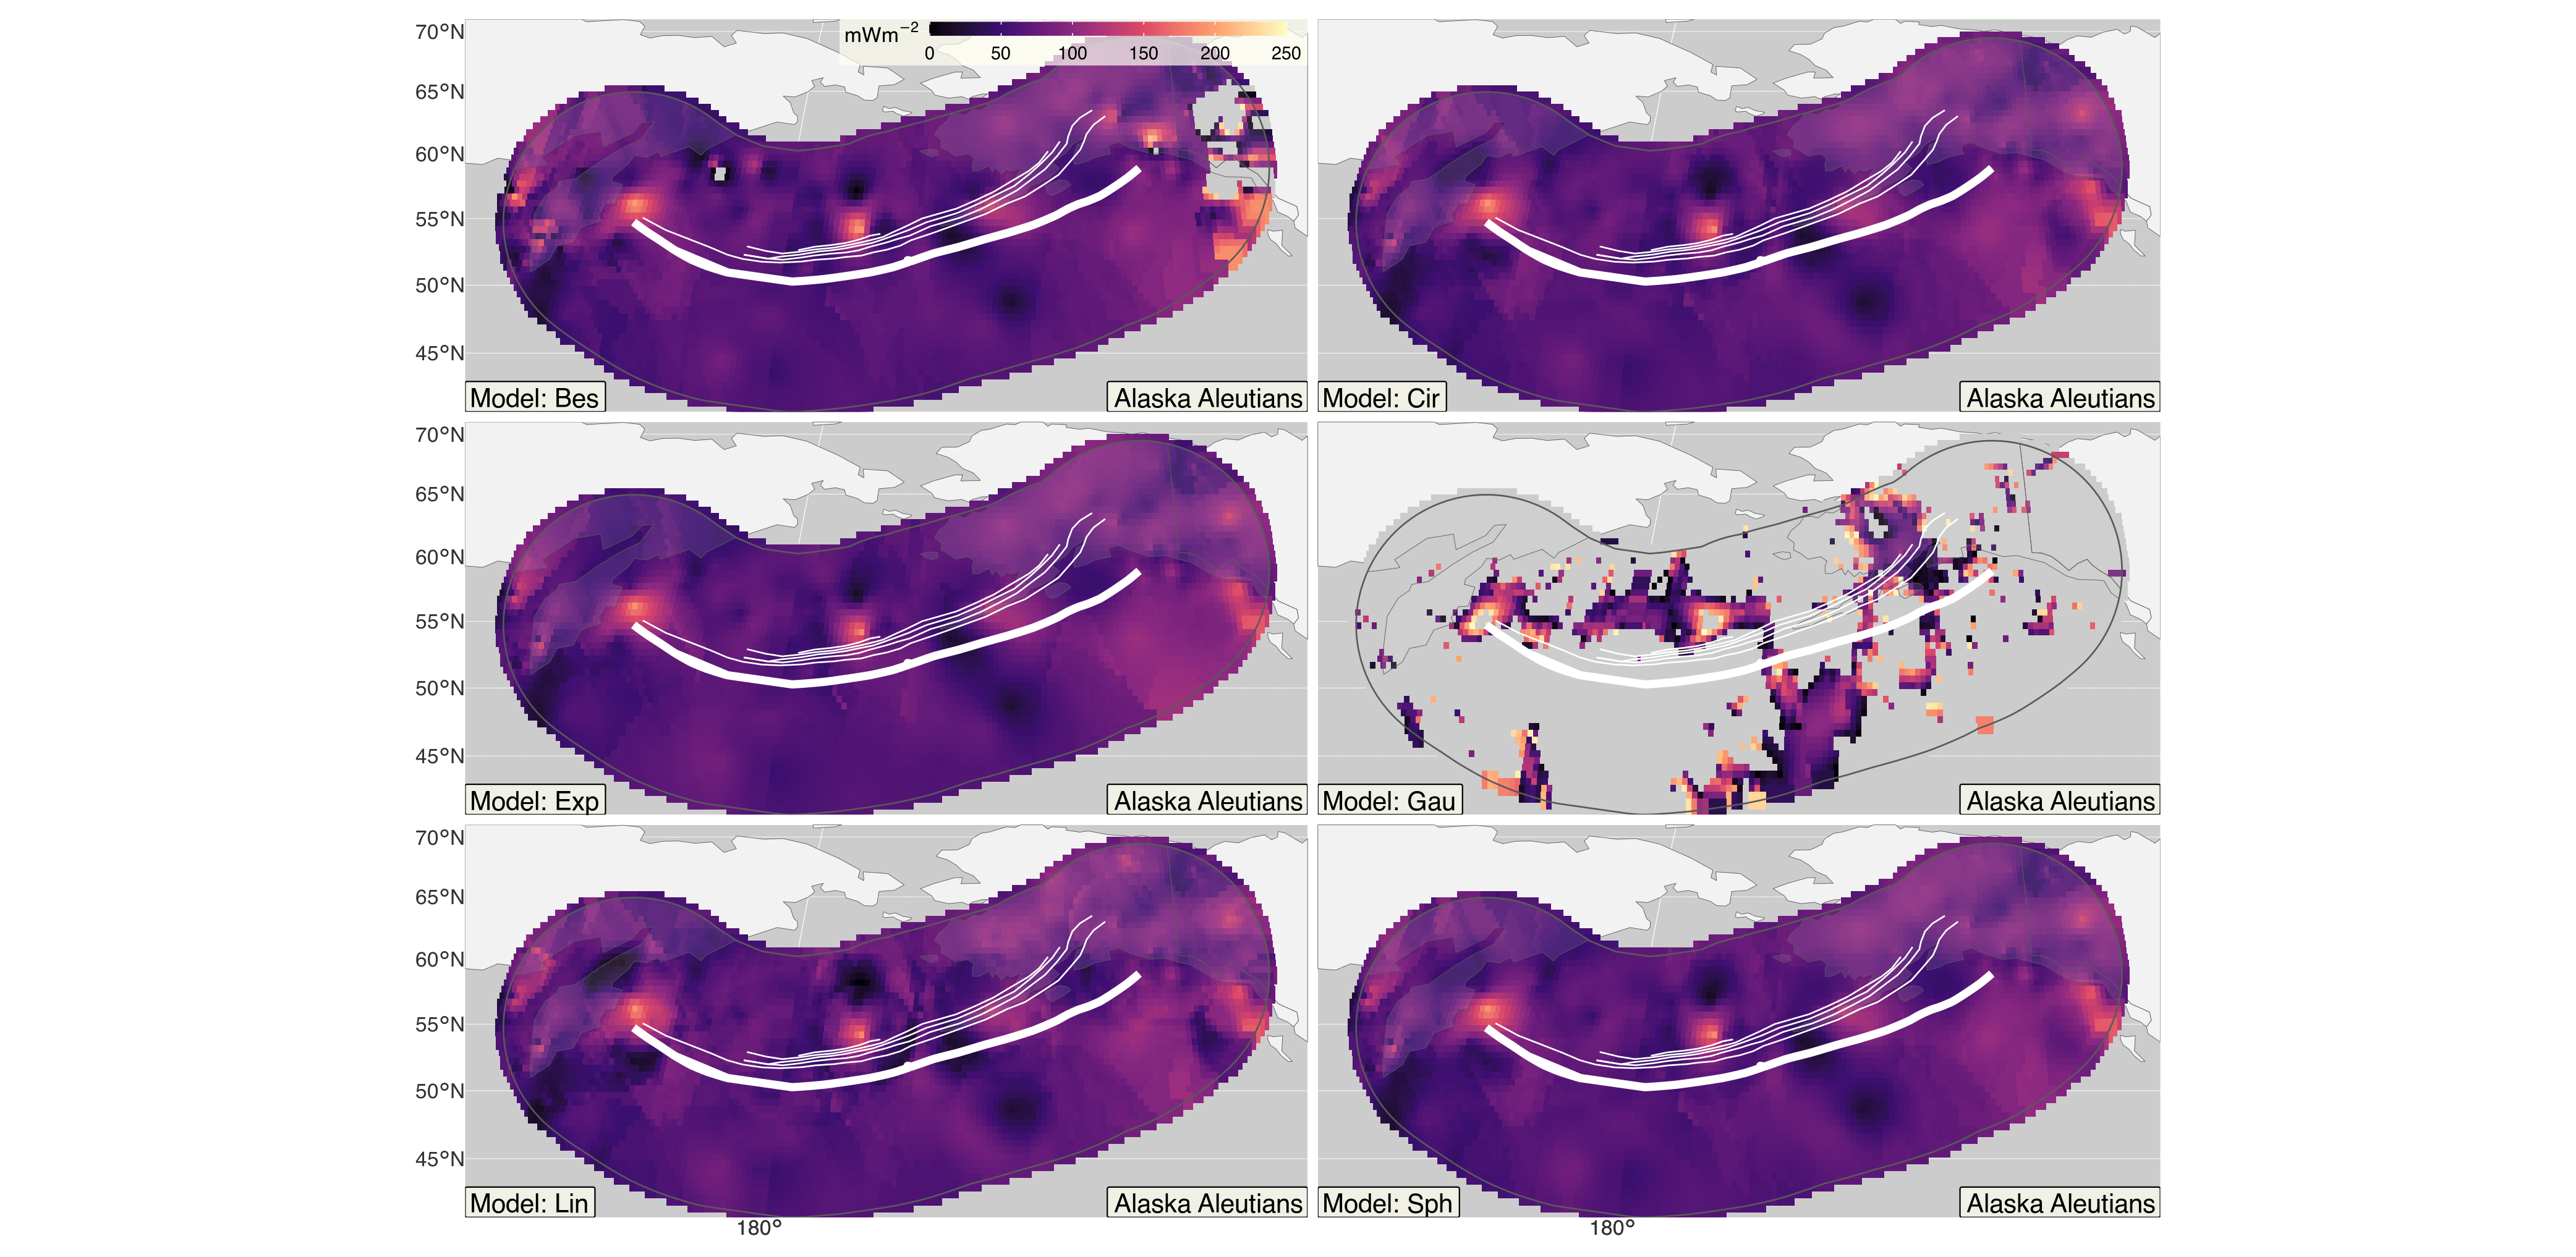 mWm−2
0 50 100 150 200 250
70°N
65°N
60°N
55°N
50°N
45°N
Model: Bes
Alaska Aleutians
Model: Cir
Alaska Aleutians
70°N
65°N
60°N
55°N
50°N
45°N
Model: Exp
Alaska Aleutians
Model: Gau
Alaska Aleutians
70°N
65°N
60°N
55°N
50°N
45°N
Model: Lin
Alaska Aleutians
Model: Sph
Alaska Aleutians
180°
180°